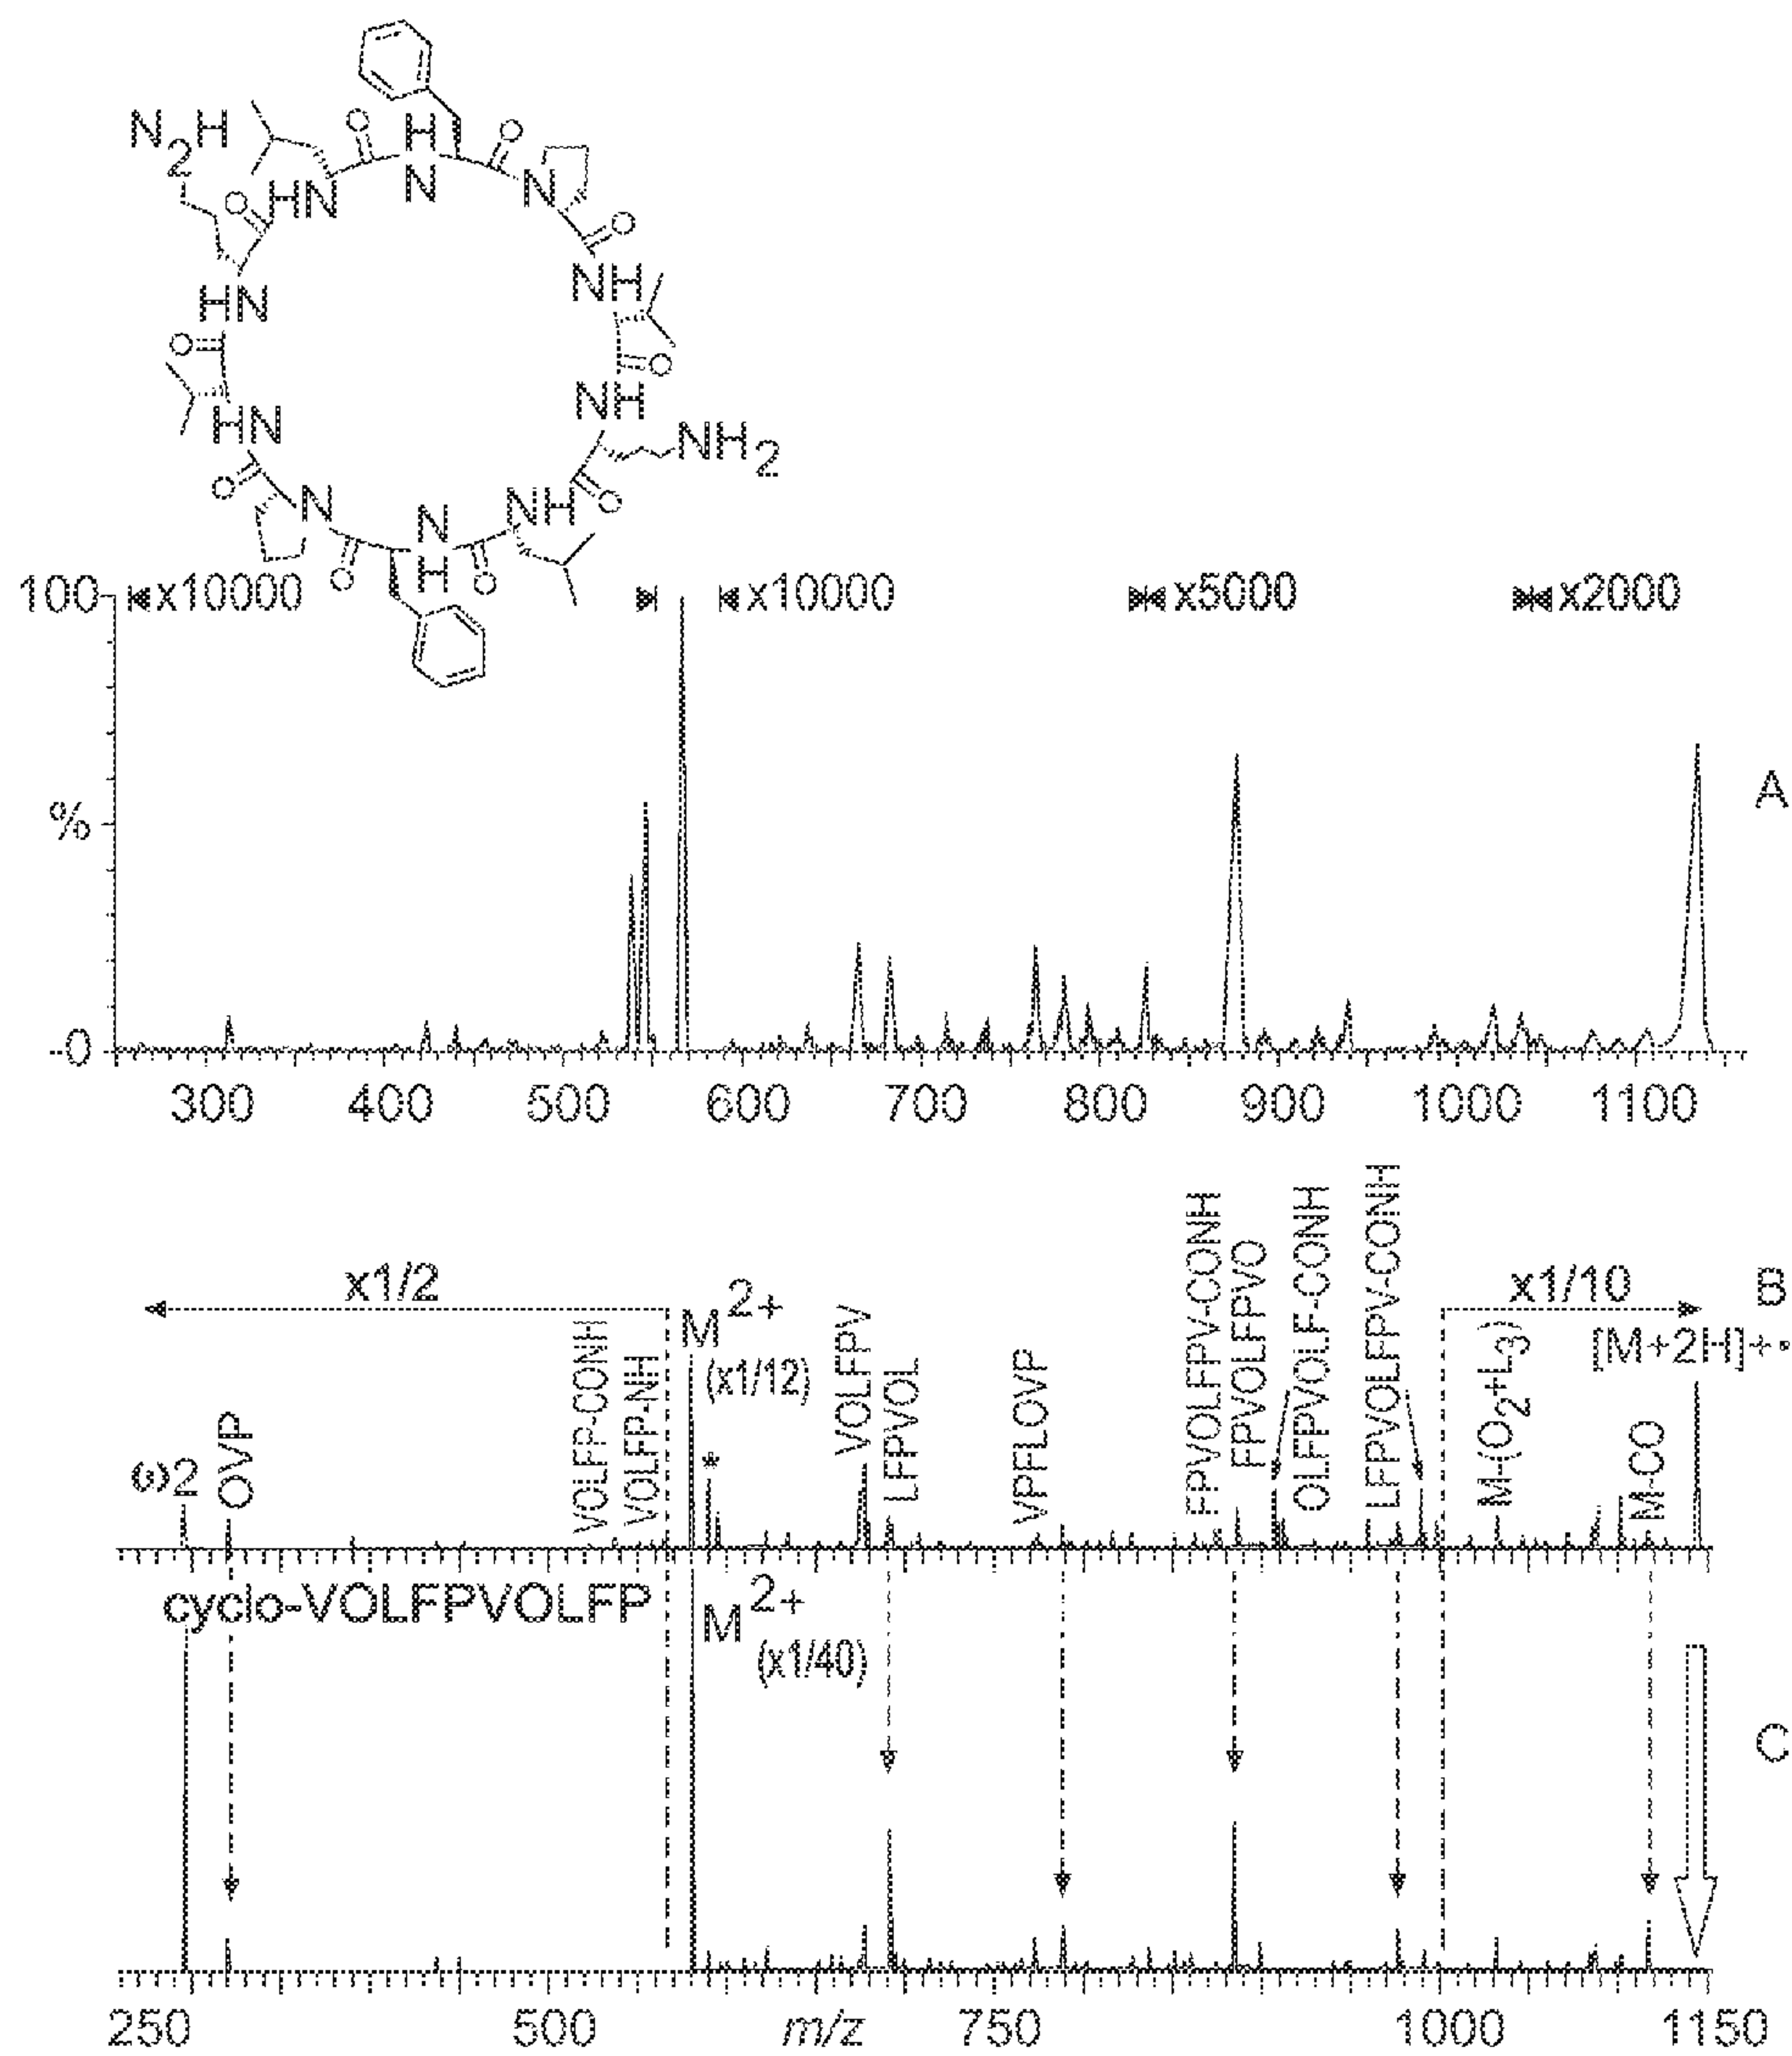 N2H
O
H
N
O
O
HN
N
O
HN
NH
O
O
HN
NH
NH2
O
N
N
H
NH
O
O
O
100
x10000
x10000
x5000
x2000
%
A
-0
300 400 500 600 700 800 900 1000 1100
x1/2
M2+
(x1/12)
x1/10
B
[M+2H]+•
ω2
OVP
VOLFP-CONH
VOLFP-NH
*
VOLFPV
LFPVOL
VPFLOVP
FPVOLFPV-CONH
FPVOLFPVO
OLFPVOLF-CONH
LFPVOLFPV-CONH
M-(O2+L3)
M-CO
cyclo-VOLFPVOLFP
M2+
(x1/40)
C
250 500 m/z 750 1000 1150